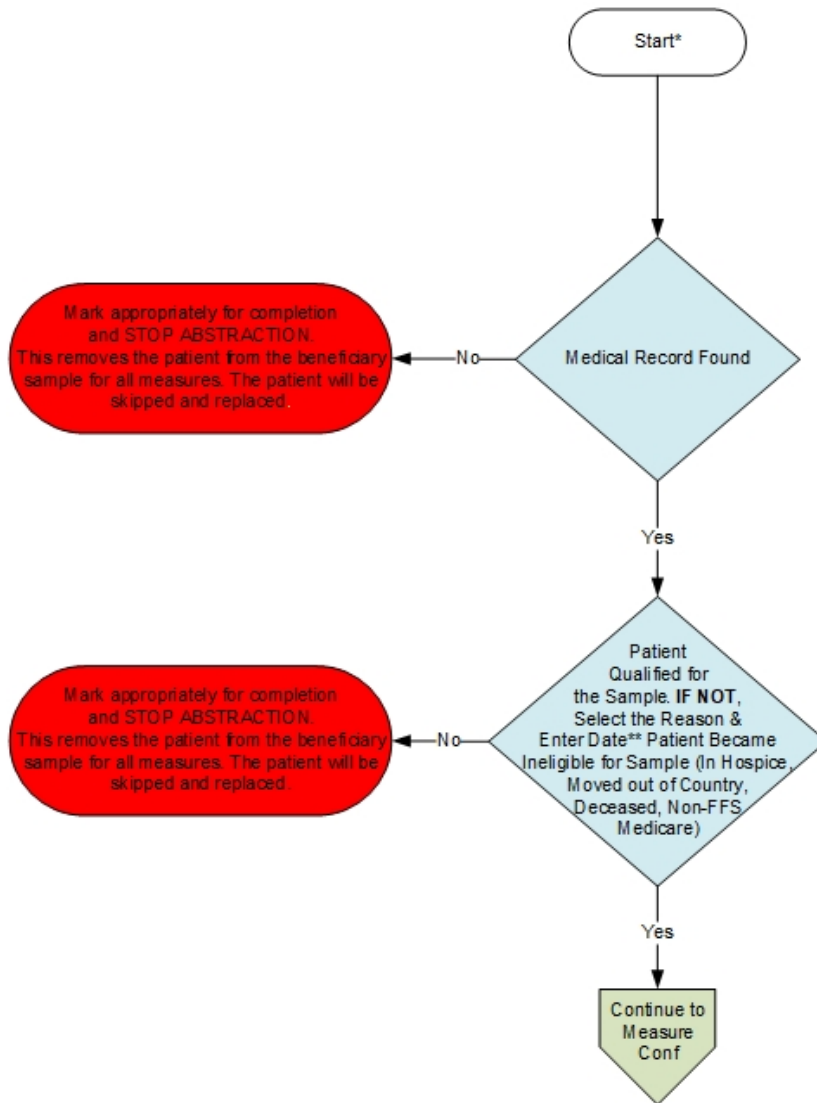 Start*
Medical Record Found
No
Mark appropriately for completion
and STOP ABSTRACTION.
This removes the patient from the beneficiary
sample for all measures. The patient will be
skipped and replaced.
Yes
Patient
Qualified for
the Sample. IF NOT,
Select the Reason &
Enter Date** Patient Became
Ineligible for Sample (In Hospice,
Moved out of Country,
Deceased, Non-FFS
Medicare)
No
Mark appropriately for completion
and STOP ABSTRACTION.
This removes the patient from the beneficiary
sample for all measures. The patient will be
skipped and replaced.
Yes
Continue to
Measure
Conf